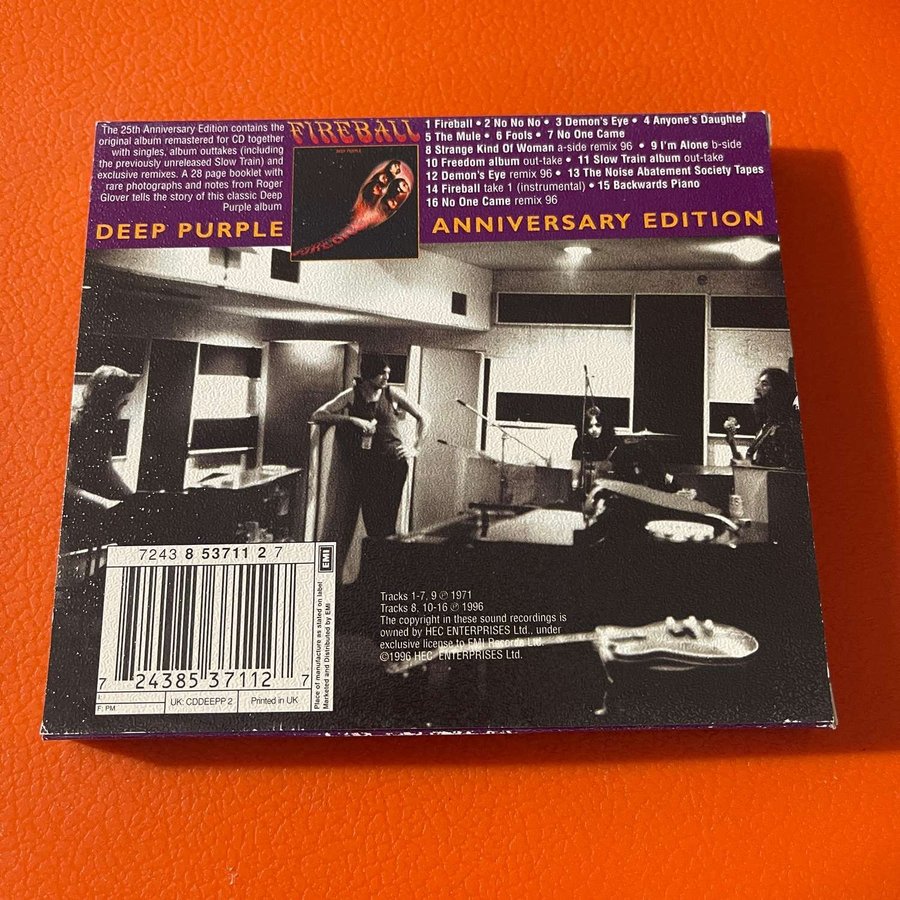 The 25th Anniversary Edition contains the
original album remastered for CD together
with singles, album outtakes (including
the previously unreleased Slow Train) and
exclusive remixes. A 28 page booklet with
rare photographs and notes from Roger
Glover tells the story of this classic Deep
Purple album
DEEP PURPLE
FIREBALL
DEEP PURPLE
1 Fireball • 2 No No No • 3 Demon's Eye • 4 Anyone's Daughter
5 The Mule • 6 Fools • 7 No One Came
8 Strange Kind Of Woman a-side remix 96 • 9 I'm Alone b-side
10 Freedom album out-take • 11 Slow Train album out-take
12 Demon's Eye remix 96 • 13 The Noise Abatement Society Tapes
14 Fireball take 1 (instrumental) • 15 Backwards Piano
16 No One Came remix 96
ANNIVERSARY EDITION
7243 8 53711 2 7
7 24385 37112 7
I:
F: PM
UK: CDDEEPP 2
Printed in UK
EMI
Place of manufacture as stated on label
Marketed and Distributed by EMI
Tracks 1-7, 9 ℗ 1971
Tracks 8, 10-16 ℗ 1996
The copyright in these sound recordings is
owned by HEC ENTERPRISES Ltd., under
exclusive license to EMI Records Ltd.
©1996 HEC ENTERPRISES Ltd.